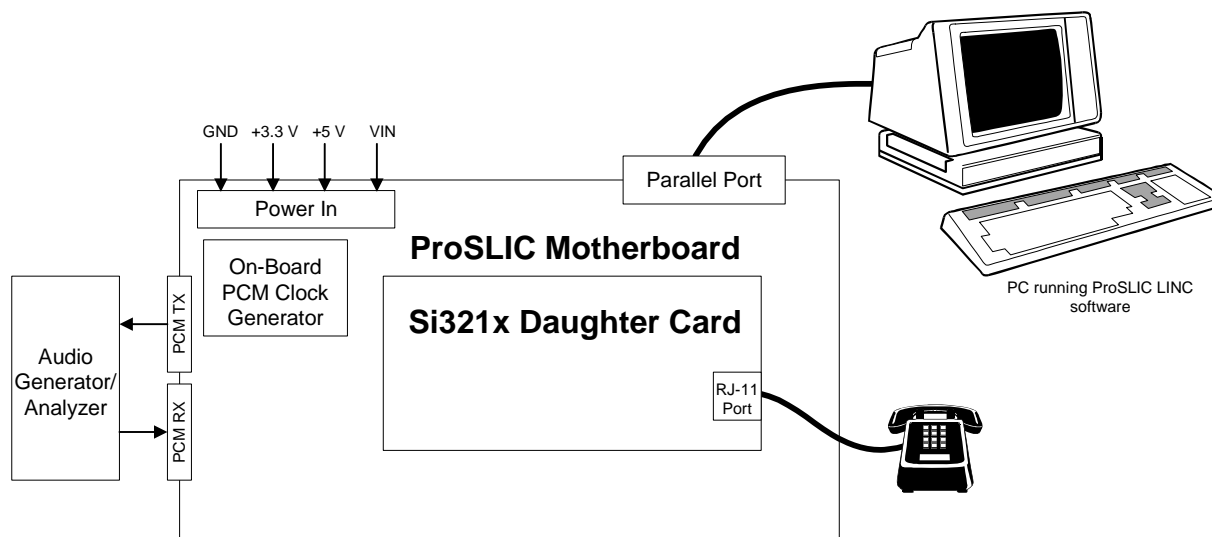 GND +3.3 V +5 V VIN
Power In
Parallel Port
ProSLIC Motherboard
On-Board
PCM Clock
Generator
Si321x Daughter Card
PC running ProSLIC LINC
software
PCM TX
Audio
Generator/
Analyzer
PCM RX
RJ-11
Port